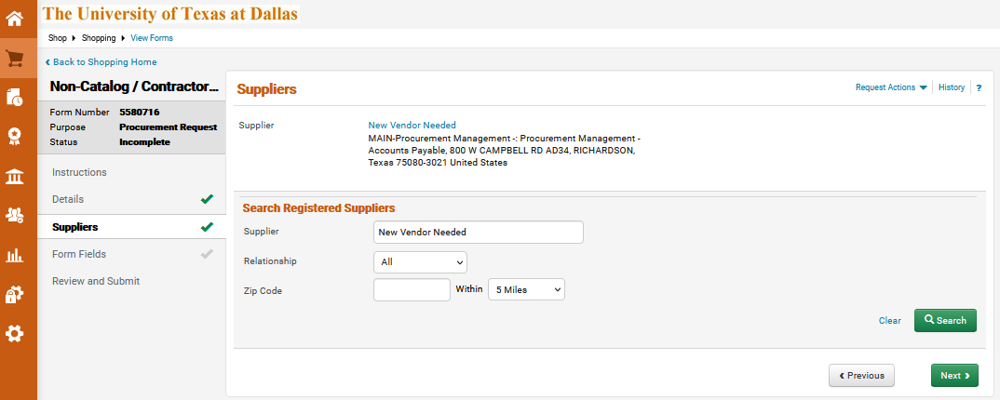 The University of Texas at Dallas
Shop Shopping View Forms
Back to Shopping Home
Non-Catalog / Contractor...
Form Number 5580716
Purpose Procurement Request
Status Incomplete
Instructions
Details
Suppliers
Form Fields
Review and Submit
Suppliers
Request Actions History ?
Supplier New Vendor Needed
MAIN-Procurement Management -: Procurement Management -
Accounts Payable, 800 W CAMPBELL RD AD34, RICHARDSON,
Texas 75080-3021 United States
Search Registered Suppliers
Supplier New Vendor Needed
Relationship All
Zip Code Within 5 Miles
Clear Search
Previous Next